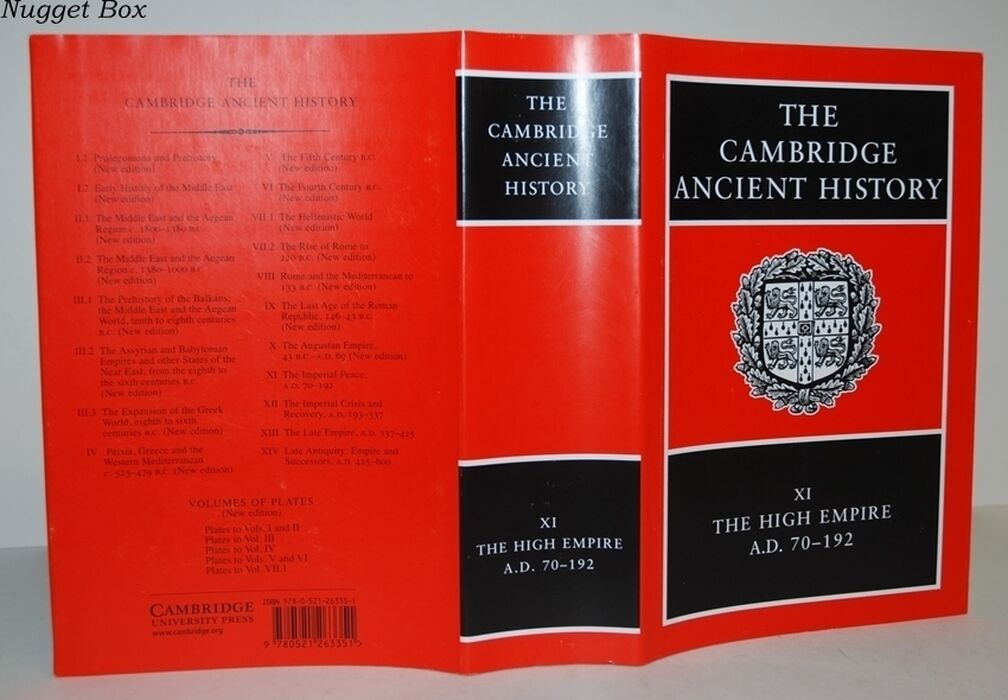 Nugget Box
THE
CAMBRIDGE ANCIENT HISTORY
I.1 Prolegomena and Prehistory
(New edition)
I.2 Early History of the Middle East
(New edition)
II.1 The Middle East and the Aegean
Region c. 1800–1380 B.C.
(New edition)
II.2 The Middle East and the Aegean
Region c. 1380–1000 B.C.
(New edition)
III.1 The Prehistory of the Balkans;
the Middle East and the Aegean
World, tenth to eighth centuries
B.C. (New edition)
III.2 The Assyrian and Babylonian
Empires and other States of the
Near East, from the eighth to
the sixth centuries B.C.
(New edition)
III.3 The Expansion of the Greek
World, eighth to sixth
centuries B.C. (New edition)
IV Persia, Greece and the
Western Mediterranean
c. 525–479 B.C. (New edition)
V The Fifth Century B.C.
(New edition)
VI The Fourth Century B.C.
(New edition)
VII.1 The Hellenistic World
(New edition)
VII.2 The Rise of Rome to
220 B.C. (New edition)
VIII Rome and the Mediterranean to
133 B.C. (New edition)
IX The Last Age of the Roman
Republic, 146–43 B.C.
(New edition)
X The Augustan Empire,
43 B.C.–A.D. 69 (New edition)
XI The Imperial Peace,
A.D. 70–192
XII The Imperial Crisis and
Recovery, A.D. 193–337
XIII The Late Empire, A.D. 337–425
XIV Late Antiquity: Empire and
Successors, A.D. 425–600
VOLUMES OF PLATES
(New edition)
Plates to Vols. I and II
Plates to Vol. III
Plates to Vol. IV
Plates to Vols. V and VI
Plates to Vol. VII.1
CAMBRIDGE
UNIVERSITY PRESS
www.cambridge.org
ISBN 978-0-521-26335-1
9 780521 263351 >
THE
CAMBRIDGE
ANCIENT
HISTORY
XI
THE HIGH EMPIRE
A.D. 70–192
THE
CAMBRIDGE
ANCIENT HISTORY
XI
THE HIGH EMPIRE
A.D. 70–192